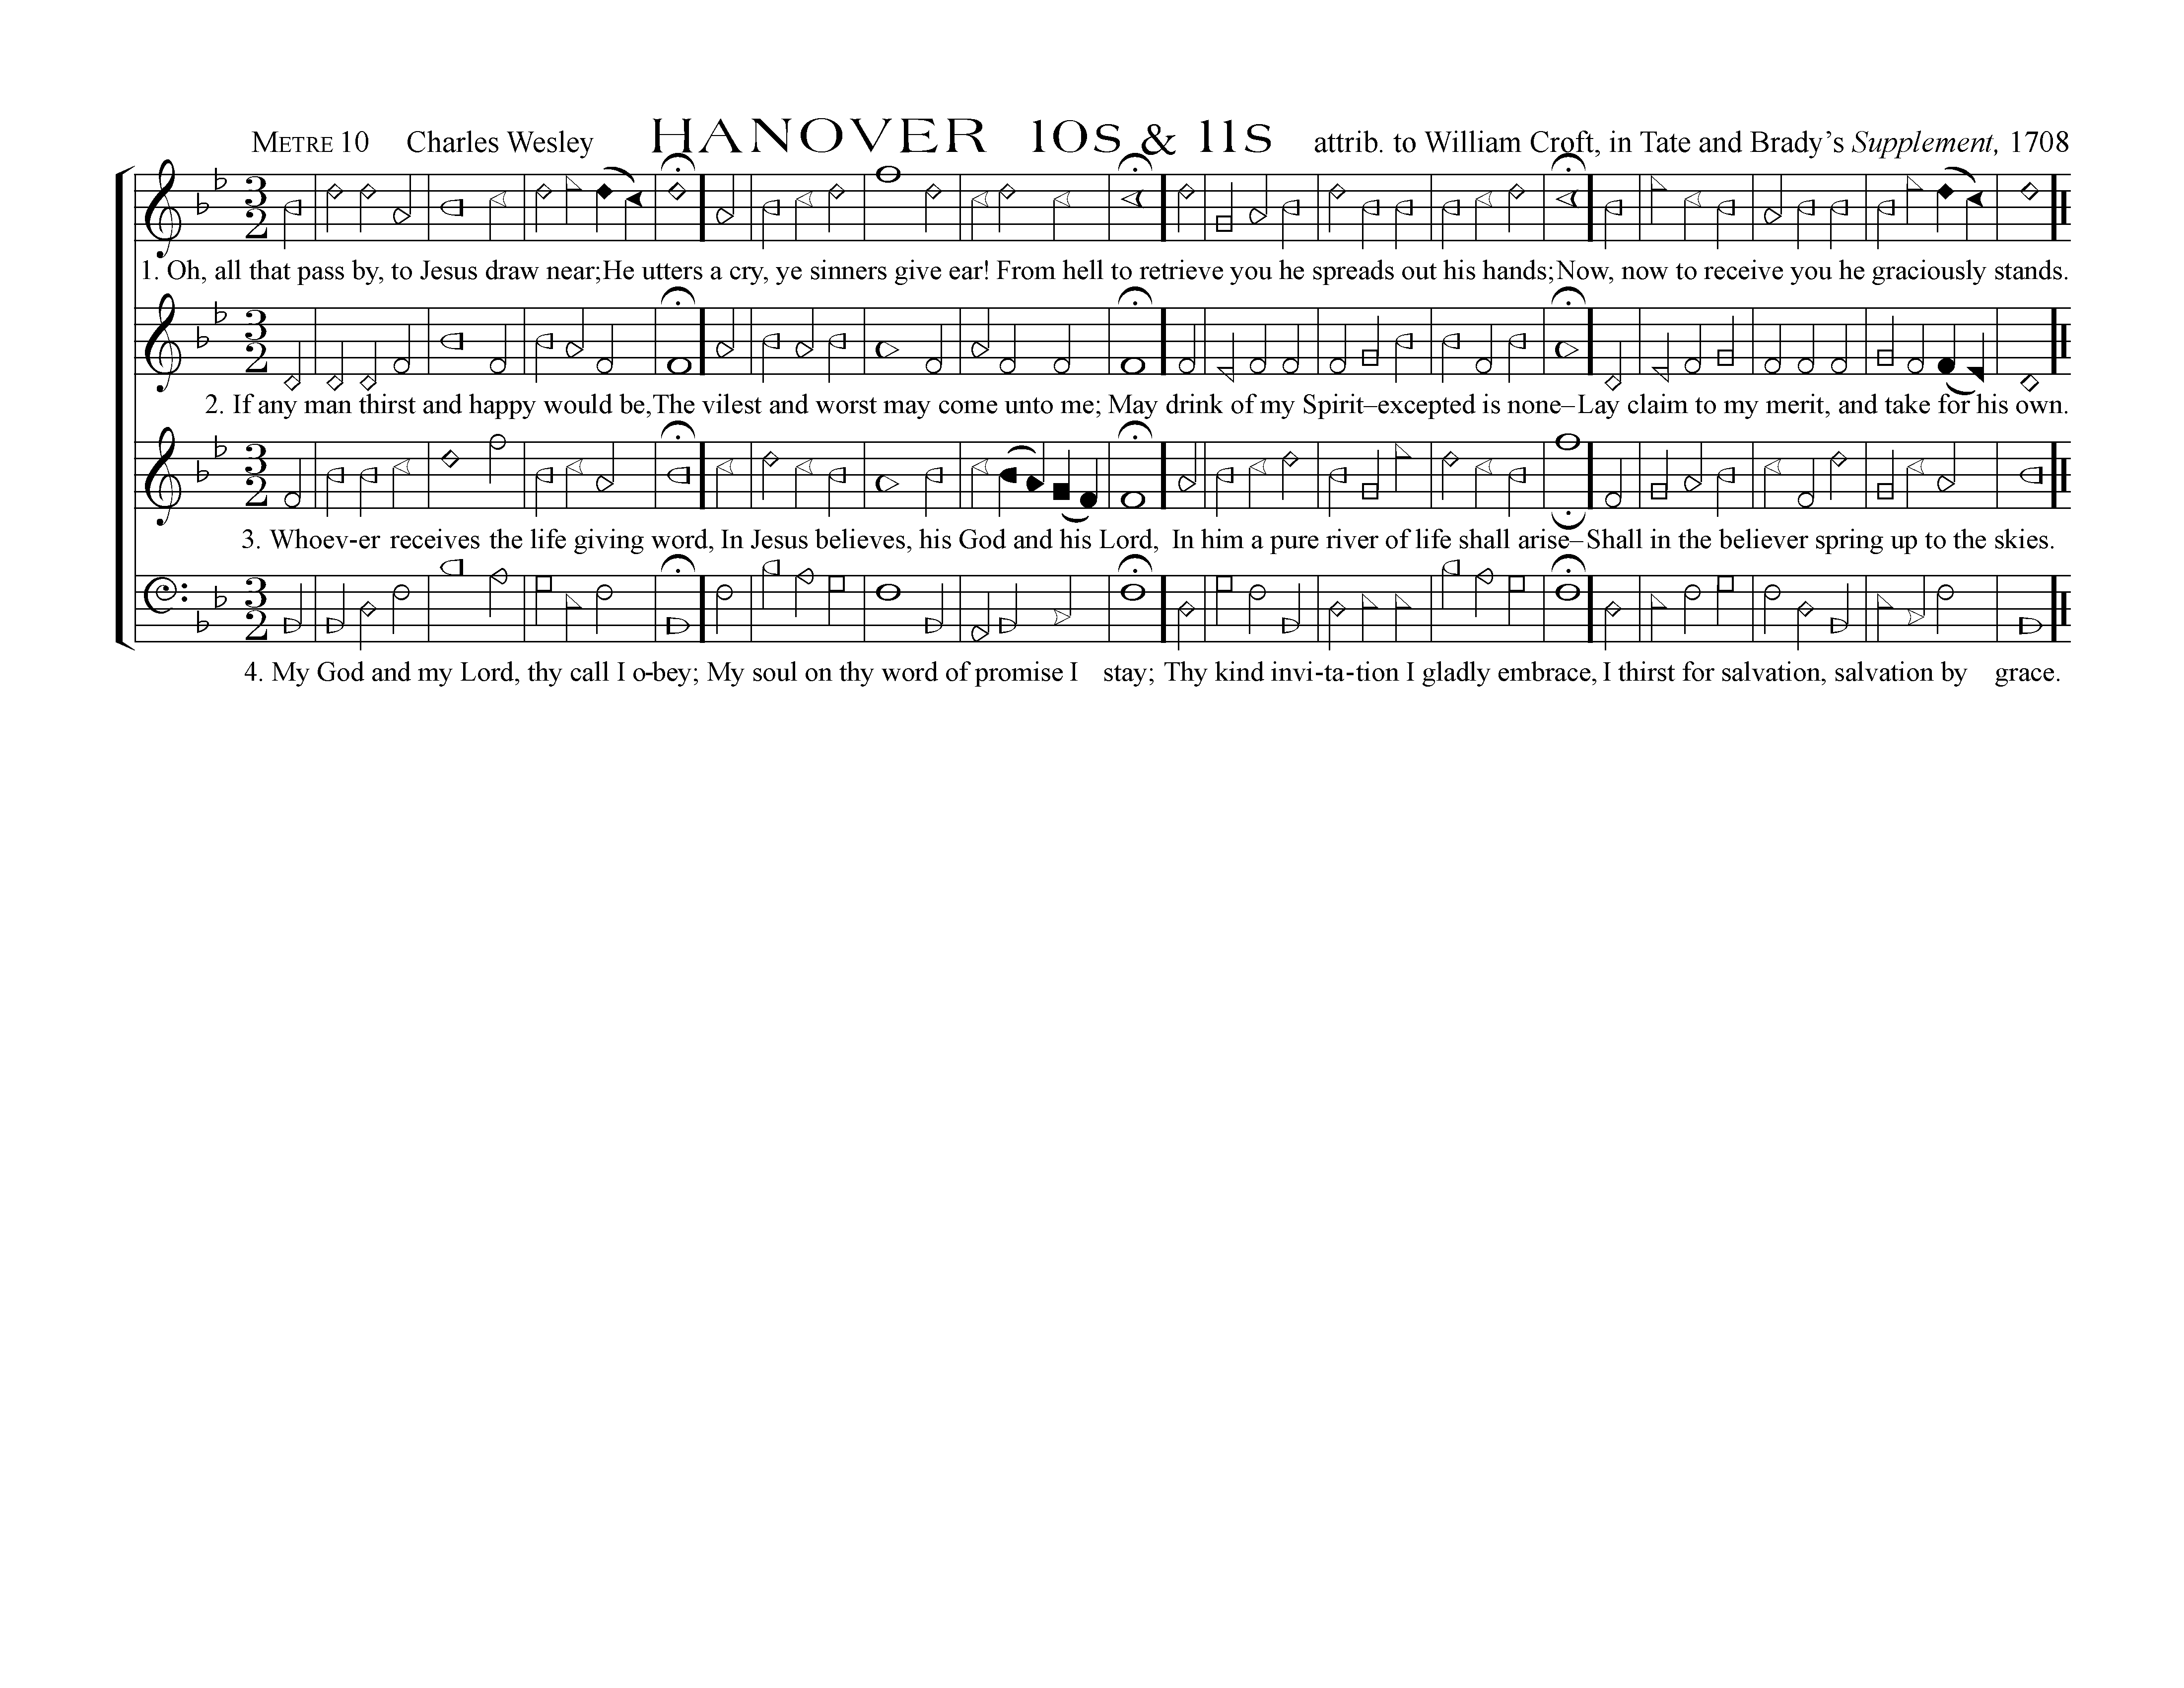 METRE 10 Charles Wesley HANOVER 10s & 11s attrib. to William Croft, in Tate and Brady’s Supplement, 1708
3 2
1. Oh, all that pass by, to Jesus draw near; He utters a cry, ye sinners give ear! From hell to retrieve you he spreads out his hands; Now, now to receive you he graciously stands.
3 2
2. If any man thirst and happy would be, The vilest and worst may come unto me; May drink of my Spirit–excepted is none–Lay claim to my merit, and take for his own.
3 2
3. Whoev-er receives the life giving word, In Jesus believes, his God and his Lord, In him a pure river of life shall arise–Shall in the believer spring up to the skies.
3 2
4. My God and my Lord, thy call I o-bey; My soul on thy word of promise I stay; Thy kind invi-ta-tion I gladly embrace, I thirst for salvation, salvation by grace.